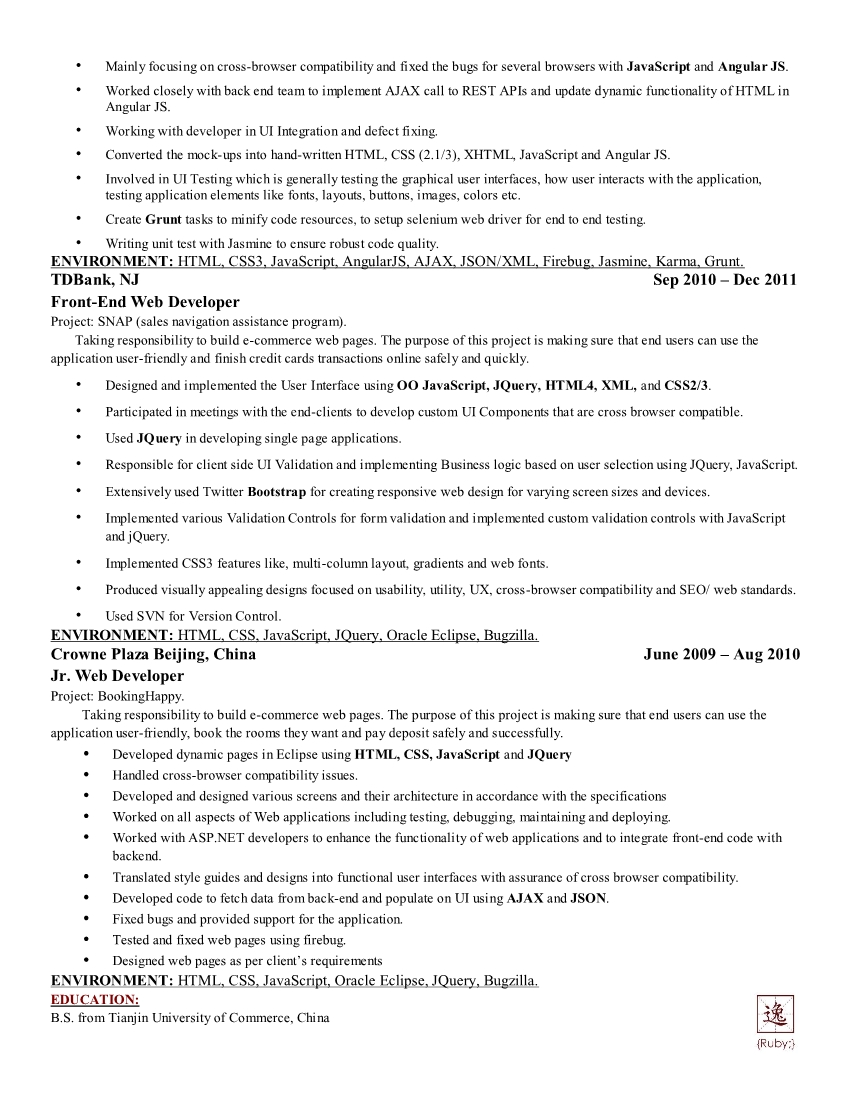 • Mainly focusing on cross-browser compatibility and fixed the bugs for several browsers with JavaScript and Angular JS.
• Worked closely with back end team to implement AJAX call to REST APIs and update dynamic functionality of HTML in
Angular JS.
• Working with developer in UI Integration and defect fixing.
• Converted the mock-ups into hand-written HTML, CSS (2.1/3), XHTML, JavaScript and Angular JS.
• Involved in UI Testing which is generally testing the graphical user interfaces, how user interacts with the application,
testing application elements like fonts, layouts, buttons, images, colors etc.
• Create Grunt tasks to minify code resources, to setup selenium web driver for end to end testing.
• Writing unit test with Jasmine to ensure robust code quality.
ENVIRONMENT: HTML, CSS3, JavaScript, AngularJS, AJAX, JSON/XML, Firebug, Jasmine, Karma, Grunt.
TDBank, NJ Sep 2010 – Dec 2011
Front-End Web Developer
Project: SNAP (sales navigation assistance program).
Taking responsibility to build e-commerce web pages. The purpose of this project is making sure that end users can use the
application user-friendly and finish credit cards transactions online safely and quickly.
• Designed and implemented the User Interface using OO JavaScript, JQuery, HTML4, XML, and CSS2/3.
• Participated in meetings with the end-clients to develop custom UI Components that are cross browser compatible.
• Used JQuery in developing single page applications.
• Responsible for client side UI Validation and implementing Business logic based on user selection using JQuery, JavaScript.
• Extensively used Twitter Bootstrap for creating responsive web design for varying screen sizes and devices.
• Implemented various Validation Controls for form validation and implemented custom validation controls with JavaScript
and jQuery.
• Implemented CSS3 features like, multi-column layout, gradients and web fonts.
• Produced visually appealing designs focused on usability, utility, UX, cross-browser compatibility and SEO/ web standards.
• Used SVN for Version Control.
ENVIRONMENT: HTML, CSS, JavaScript, JQuery, Oracle Eclipse, Bugzilla.
Crowne Plaza Beijing, China June 2009 – Aug 2010
Jr. Web Developer
Project: BookingHappy.
Taking responsibility to build e-commerce web pages. The purpose of this project is making sure that end users can use the
application user-friendly, book the rooms they want and pay deposit safely and successfully.
• Developed dynamic pages in Eclipse using HTML, CSS, JavaScript and JQuery
• Handled cross-browser compatibility issues.
• Developed and designed various screens and their architecture in accordance with the specifications
• Worked on all aspects of Web applications including testing, debugging, maintaining and deploying.
• Worked with ASP.NET developers to enhance the functionality of web applications and to integrate front-end code with
backend.
• Translated style guides and designs into functional user interfaces with assurance of cross browser compatibility.
• Developed code to fetch data from back-end and populate on UI using AJAX and JSON.
• Fixed bugs and provided support for the application.
• Tested and fixed web pages using firebug.
• Designed web pages as per client’s requirements
ENVIRONMENT: HTML, CSS, JavaScript, Oracle Eclipse, JQuery, Bugzilla.
EDUCATION:
B.S. from Tianjin University of Commerce, China
逸
{Ruby;}